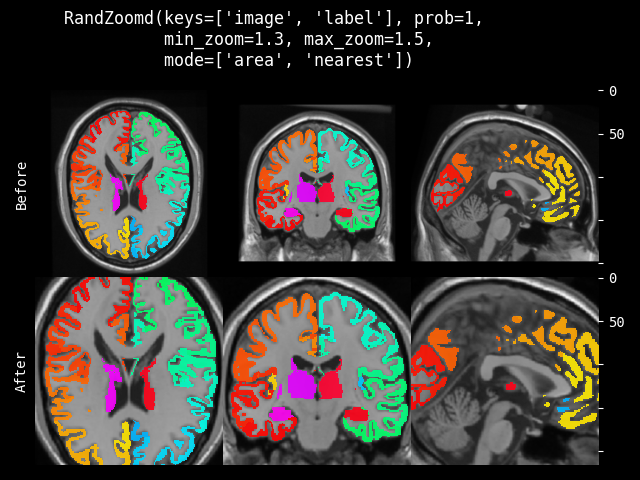 RandZoomd(keys=['image', 'label'], prob=1,
min_zoom=1.3, max_zoom=1.5,
mode=['area', 'nearest'])
Before
0
50
After
0
50